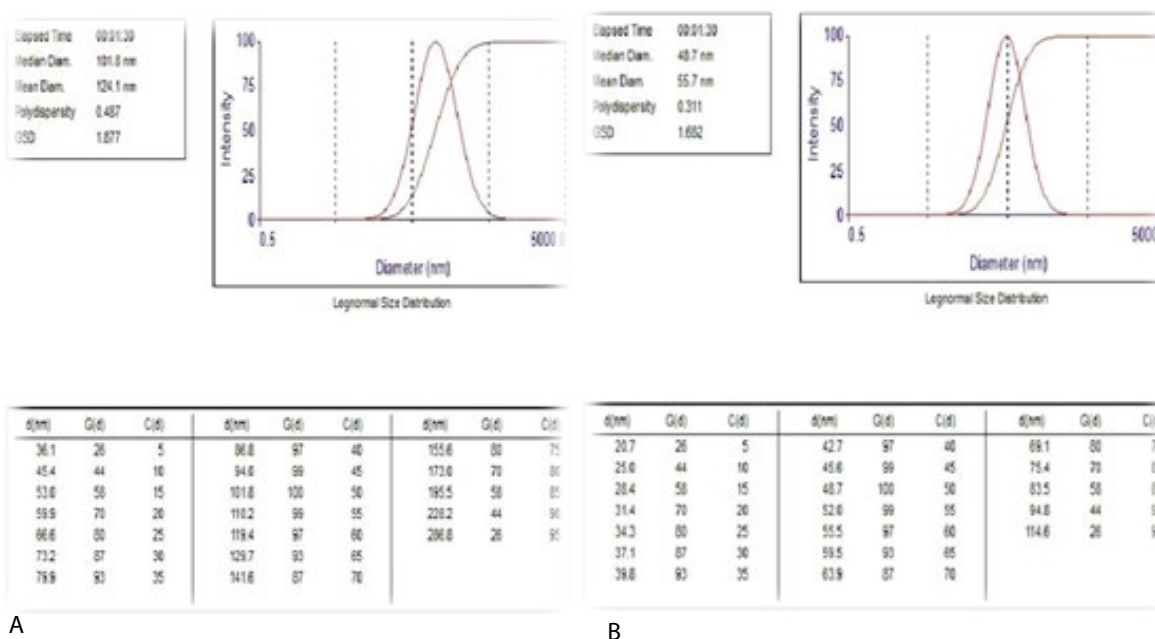 Elapsed Time 00:01:30
Median Diam. 101.8 nm
Mean Diam. 124.1 nm
Polydispersity 0.487
GSD 1.877
100
75
50
25
0
Intensity
0.5 5000.0
Diameter (nm)
Lognormal Size Distribution
d(nm) G(d) C(d) d(nm) G(d) C(d) d(nm) G(d) C(d)
36.1 26 5 86.8 97 40 155.6 80 75
45.4 44 10 94.0 99 45 173.0 70 80
53.0 58 15 101.8 100 50 195.5 58 85
59.9 70 20 110.2 99 55 228.2 44 90
66.6 80 25 119.4 97 60 286.8 26 95
73.2 87 30 129.7 93 65
79.9 93 35 141.6 87 70
A
Elapsed Time 00:01:30
Median Diam. 48.7 nm
Mean Diam. 55.7 nm
Polydispersity 0.311
GSD 1.682
100
75
50
25
0
Intensity
0.5 5000
Diameter (nm)
Lognormal Size Distribution
d(nm) G(d) C(d) d(nm) G(d) C(d) d(nm) G(d)
20.7 26 5 42.7 97 40 69.1 80
25.0 44 10 45.6 99 45 75.4 70
28.4 58 15 48.7 100 50 83.5 58
31.4 70 20 52.0 99 55 94.8 44
34.3 80 25 55.5 97 60 114.6 26
37.1 87 30 59.5 93 65
39.8 93 35 63.9 87 70
B